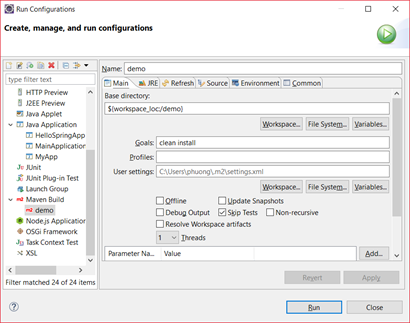 Run Configurations
Create, manage, and run configurations
type filter text
HTTP Preview
J2EE Preview
Java Applet
Java Application
HelloSpringApp
MainApplication
MyApp
JUnit
JUnit Plug-in Test
Launch Group
Maven Build
demo
Node.js Application
OSGi Framework
Task Context Test
XSL
Filter matched 24 of 24 items
Name: demo
Main JRE Refresh Source Environment Common
Base directory:
${workspace_loc:/demo}
Workspace... File System... Variables...
Goals: clean install
Profiles:
User settings: C:\Users\phuong\.m2\settings.xml
Workspace... File System... Variables...
Offline Update Snapshots
Debug Output Skip Tests Non-recursive
Resolve Workspace artifacts
1 Threads
Parameter Na... Value Add...
Revert Apply
Run Close